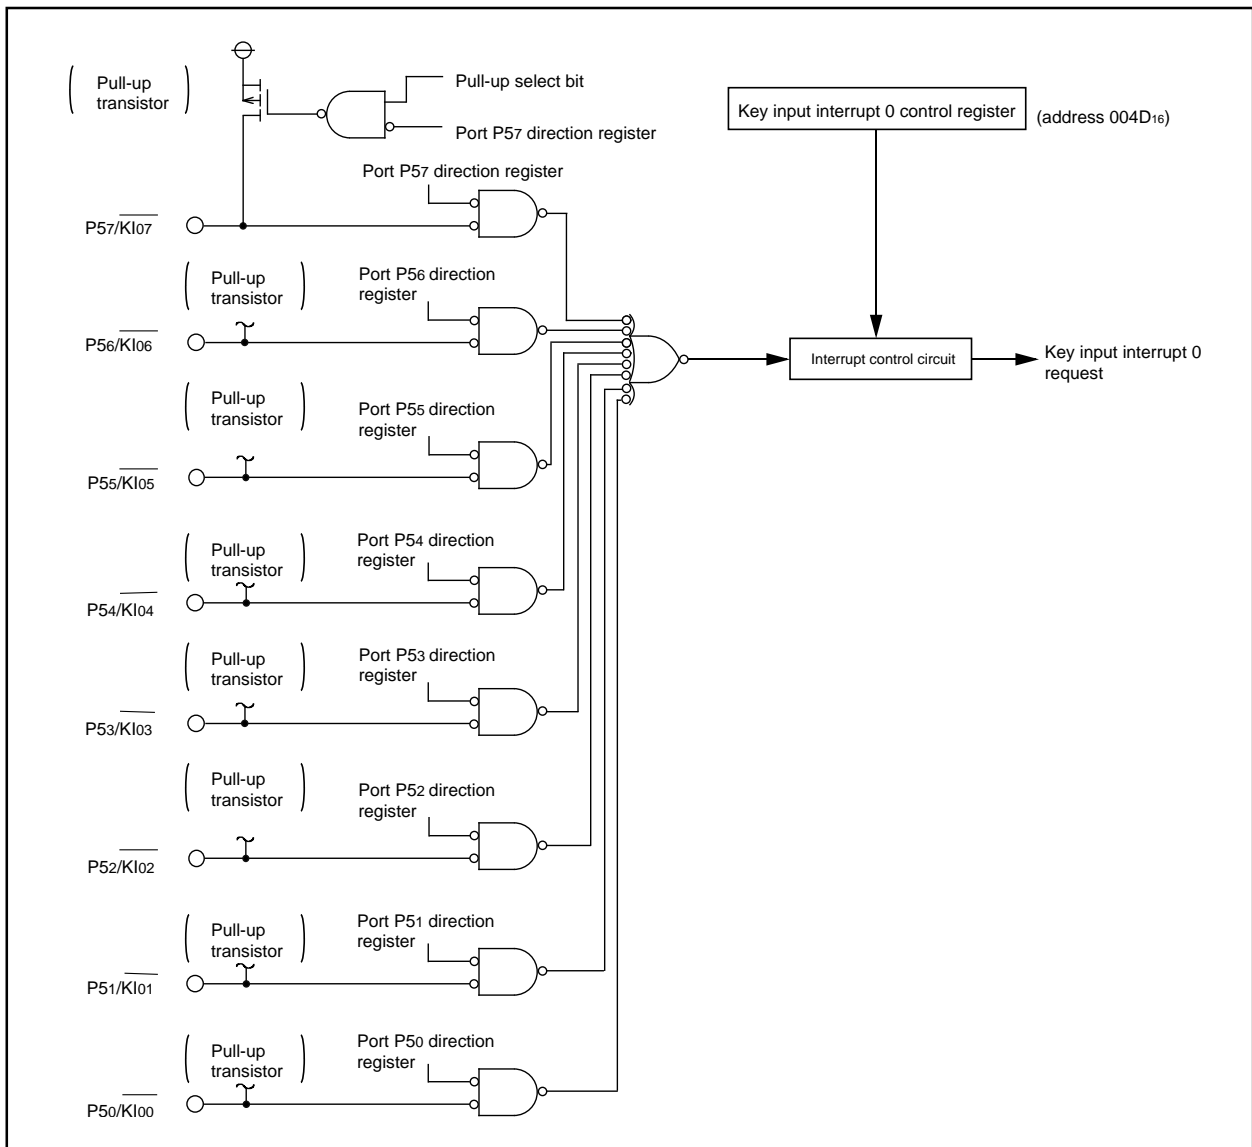 Pull-up
transistor
Pull-up select bit
Port P57 direction register
Key input interrupt 0 control register
(address 004D16)
Port P57 direction register
P57/KI07
Pull-up
transistor
Port P56 direction
register
P56/KI06
Pull-up
transistor
Port P55 direction
register
P55/KI05
Interrupt control circuit
Key input interrupt 0
request
Pull-up
transistor
Port P54 direction
register
P54/KI04
Pull-up
transistor
Port P53 direction
register
P53/KI03
Pull-up
transistor
Port P52 direction
register
P52/KI02
Pull-up
transistor
Port P51 direction
register
P51/KI01
Pull-up
transistor
Port P50 direction
register
P50/KI00